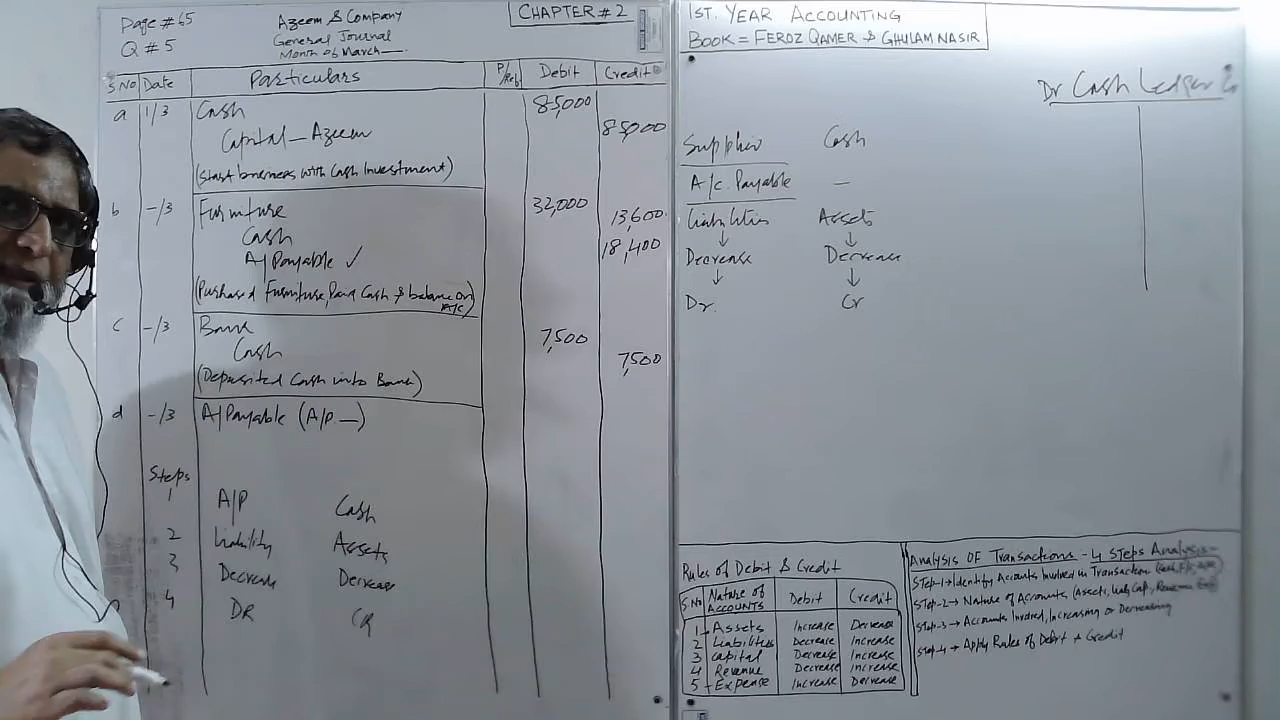 Page # 65
Q # 5
Azeem & Company
General Journal
Month of March
CHAPTER # 2
S No Date Particulars P/Ref Debit Credit
a 1/3 Cash 85,000
Capital - Azeem 85,000
(Start business with Cash Investment)
b -/3 Furniture 32,000
Cash 13,600
A/Payable ✓ 18,400
(Purchased Furniture, Paid Cash & balance on A/C)
c -/3 Bank 7,500
Cash 7,500
(Deposited Cash into Bank)
d -/3 A/Payable (A/P —)
Steps
1 A/P Cash
2 Liability Assets
3 Decrease Decrease
4 DR CR
1ST. YEAR ACCOUNTING
BOOK = FEROZ QAMER & GHULAM NASIR
Dr Cash Ledger
Supplier Cash
A/c. Payable —
Liabilities Assets
↓ ↓
Decrease Decrease
↓ ↓
Dr. Cr
Rules of Debit & Credit
S.No Nature of ACCOUNTS Debit Credit
1 - Assets Increase Decrease
2 Liabilities Decrease Increase
3 Capital Decrease Increase
4 Revenue Decrease Increase
5 - Expense Increase Decrease
Analysis OF Transactions - 4 Steps Analysis -
Step-1 → Identify Accounts Involved in Transaction
Step-2 → Nature of Accounts (Assets, Liab, Cap, Revenue
Step-3 → Accounts Involved, Increasing or Decreasing
Step-4 → Apply Rules of Debit & Credit